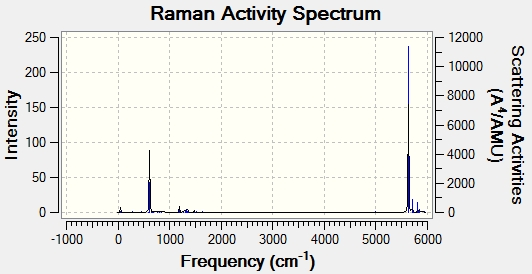 Raman Activity Spectrum
250
200
150
100
50
0
Intensity
12000
10000
8000
6000
4000
2000
0
Scattering Activities
(A^4/AMU)
-1000 0 1000 2000 3000 4000 5000 6000
Frequency (cm^-1)